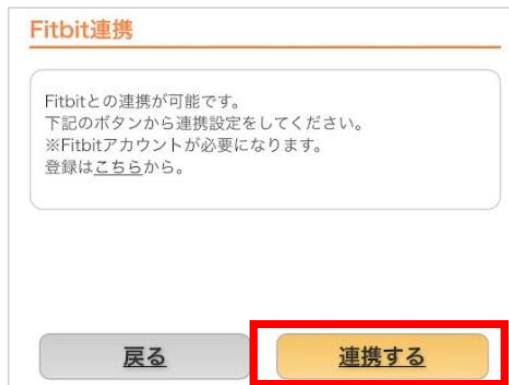 Fitbit連携
Fitbitとの連携が可能です。
下記のボタンから連携設定をしてください。
※Fitbitアカウントが必要になります。
登録はこちらから。
戻る
連携する